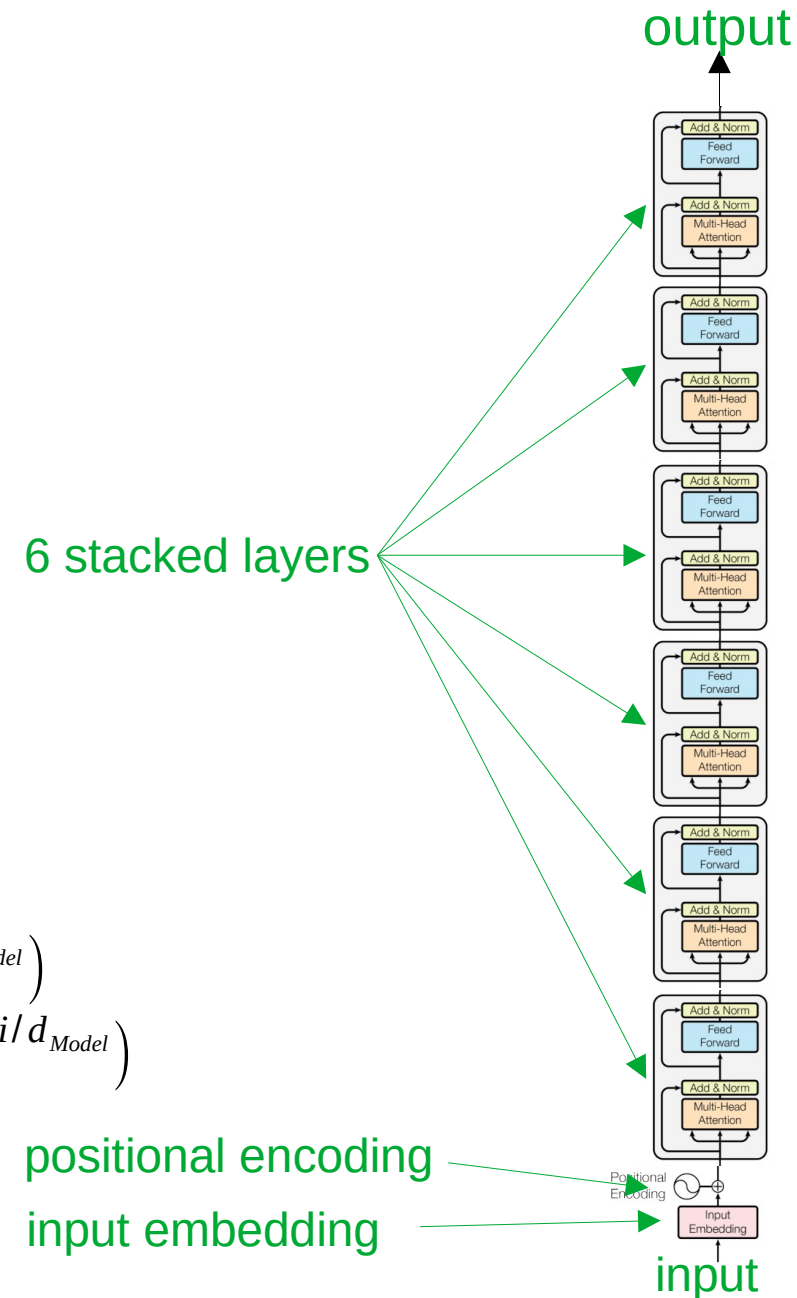 output
Add & Norm
Feed
Forward
Add & Norm
Multi-Head
Attention
Add & Norm
Feed
Forward
Add & Norm
Multi-Head
Attention
Add & Norm
Feed
Forward
Add & Norm
Multi-Head
Attention
6 stacked layers
Add & Norm
Feed
Forward
Add & Norm
Multi-Head
Attention
Add & Norm
Feed
Forward
Add & Norm
Multi-Head
Attention
del )
i/ d Model )
Add & Norm
Feed
Forward
Add & Norm
Multi-Head
Attention
positional encoding
Positional
Encoding
input embedding
Input
Embedding
input